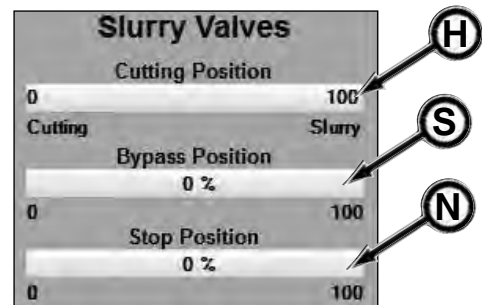 Slurry Valves
H
Cutting Position
0 100
Cutting Slurry
S
Bypass Position
0 %
0 100
N
Stop Position
0 %
0 100